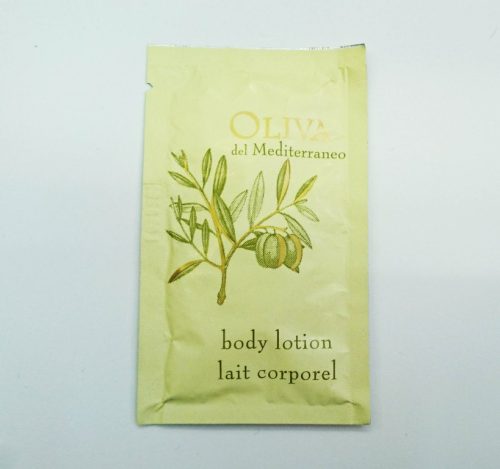 OLIVA
del Mediterraneo
body lotion
lait corporel